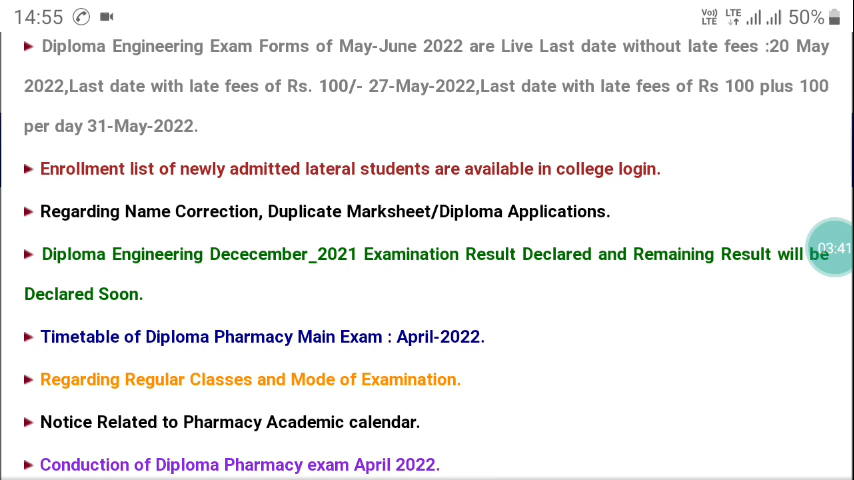 14:55 Vo) LTE LTE 50%
Diploma Engineering Exam Forms of May-June 2022 are Live Last date without late fees :20 May
2022,Last date with late fees of Rs. 100/- 27-May-2022,Last date with late fees of Rs 100 plus 100
per day 31-May-2022.
Enrollment list of newly admitted lateral students are available in college login.
Regarding Name Correction, Duplicate Marksheet/Diploma Applications.
03:41
Diploma Engineering Dececember_2021 Examination Result Declared and Remaining Result will be
Declared Soon.
Timetable of Diploma Pharmacy Main Exam : April-2022.
Regarding Regular Classes and Mode of Examination.
Notice Related to Pharmacy Academic calendar.
Conduction of Diploma Pharmacy exam April 2022.